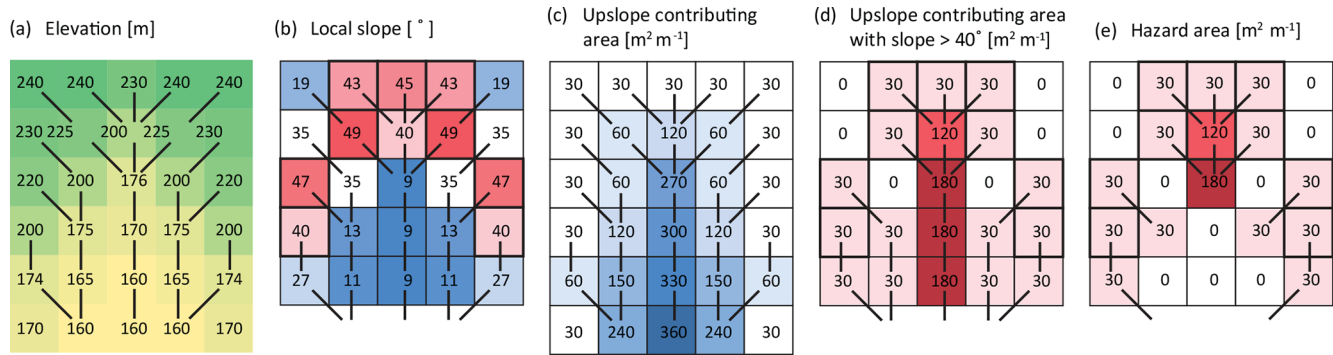 (a) Elevation [m]
240 240 230 240 240
230 225 200 225 230
220 200 176 200 220
200 175 170 175 200
174 165 160 165 174
170 160 160 160 170
(b) Local slope [˚]
19 43 45 43 19
35 49 40 49 35
47 35 9 35 47
40 13 9 13 40
27 11 9 11 27
(c) Upslope contributing
area [m² m⁻¹]
30 30 30 30 30
30 60 120 60 30
30 60 270 60 30
30 120 300 120 30
60 150 330 150 60
30 240 360 240 30
(d) Upslope contributing area
with slope > 40˚ [m² m⁻¹]
0 30 30 30 0
0 30 120 30 0
30 0 180 0 30
30 30 180 30 30
30 30 180 30 30
(e) Hazard area [m² m⁻¹]
0 30 30 30 0
0 30 120 30 0
30 0 180 0 30
30 30 0 30 30
30 0 0 0 30